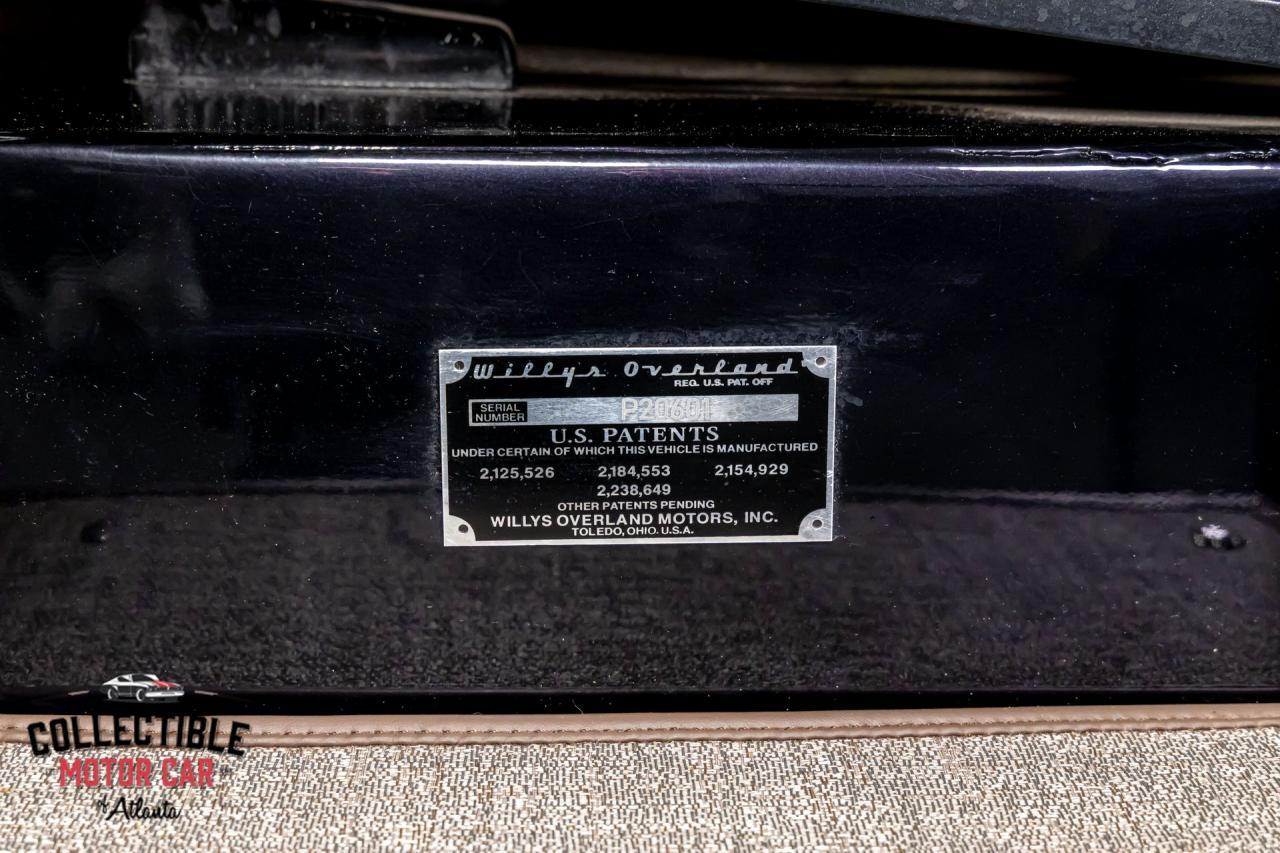 Willys Overland
REG. U.S. PAT. OFF
SERIAL NUMBER
P20601
U.S. PATENTS
UNDER CERTAIN OF WHICH THIS VEHICLE IS MANUFACTURED
2,125,526 2,184,553 2,154,929
2,238,649
OTHER PATENTS PENDING
WILLYS OVERLAND MOTORS, INC.
TOLEDO, OHIO. U.S.A.
COLLECTIBLE
MOTOR CAR
of Atlanta